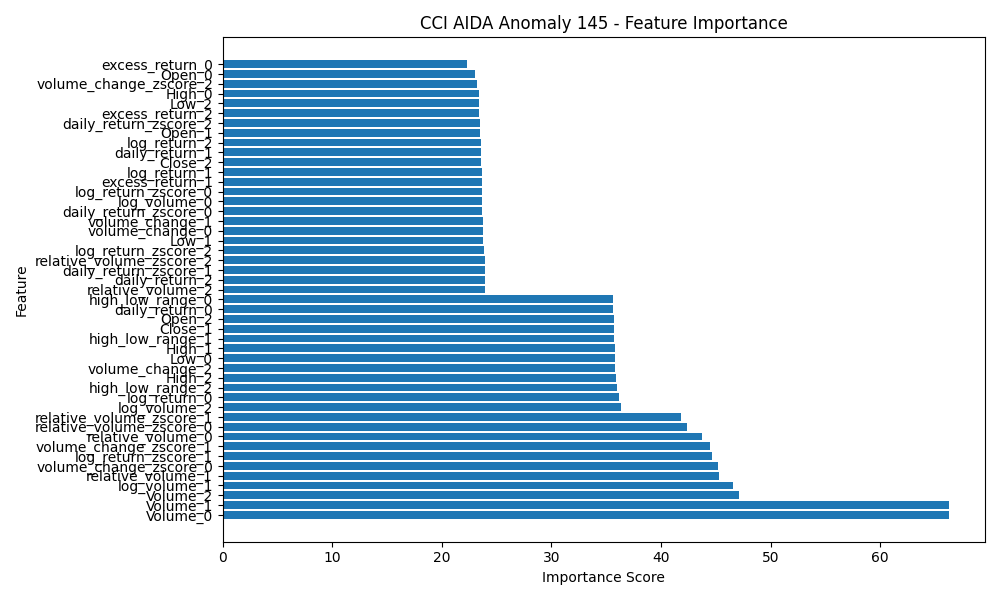 CCI AIDA Anomaly 145 - Feature Importance
excess_return_0
Open_0
volume_change_zscore_2
High_0
Low_2
excess_return_2
daily_return_zscore_2
Open_1
log_return_2
daily_return_1
Close_2
log_return_1
excess_return_1
log_return_zscore_0
log_volume_0
daily_return_zscore_0
volume_change_1
volume_change_0
Low_1
log_return_zscore_2
relative_volume_zscore_2
daily_return_zscore_1
daily_return_2
relative_volume_2
high_low_range_0
daily_return_0
Open_2
Close_1
high_low_range_1
High_1
Low_0
volume_change_2
High_2
high_low_range_2
log_return_0
log_volume_2
relative_volume_zscore_1
relative_volume_zscore_0
relative_volume_0
volume_change_zscore_1
log_return_zscore_1
volume_change_zscore_0
relative_volume_1
log_volume_1
Volume_2
Volume_1
Volume_0
Feature
0 10 20 30 40 50 60
Importance Score